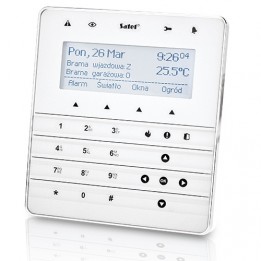 Satel
Pon, 26 Mar 9:26 04
Brama wjazdowa Z 25.5°C
Brama garażowa O
Alarm Światło Okna Ogród
1 2 3
4 5 6
7 8 9
OK
* 0 #